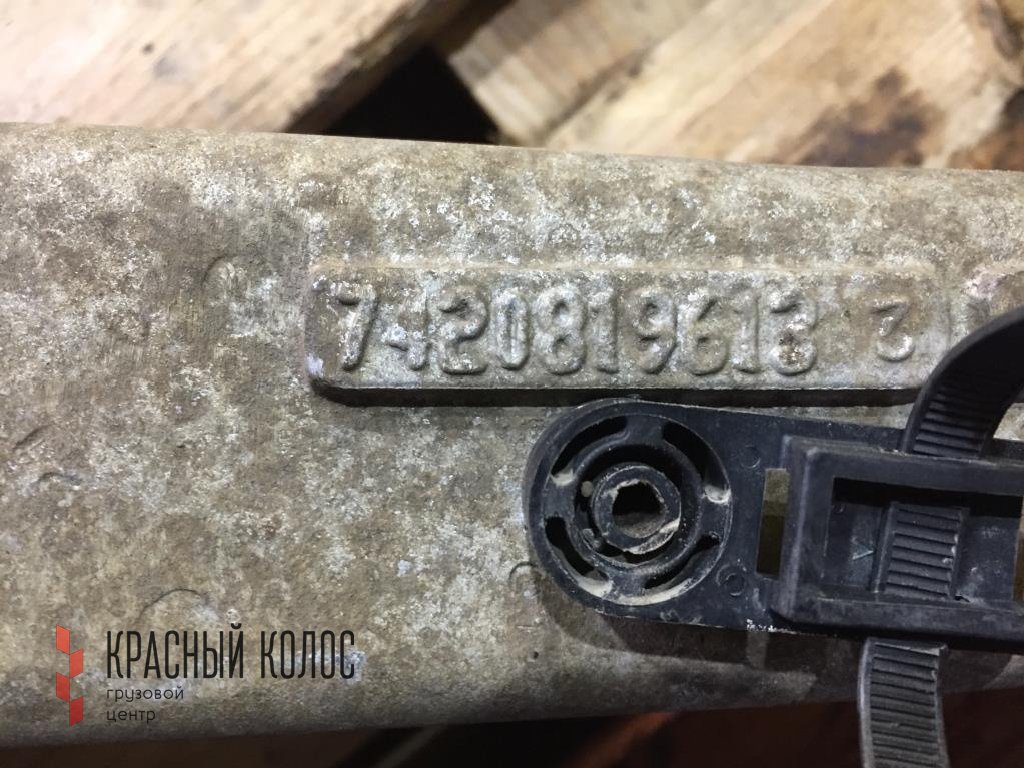 7420819613 3
КРАСНЫЙ КОЛОС
грузовой
центр